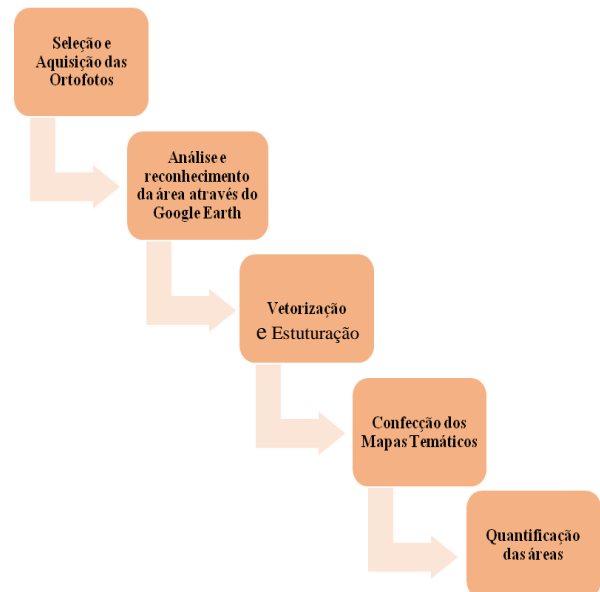 Seleção e
Aquisição das
Ortofotos
Análise e
reconhecimento
da área através do
Google Earth
Vetorização
e Estuturação
Confecção dos
Mapas Temáticos
Quantificação
das áreas